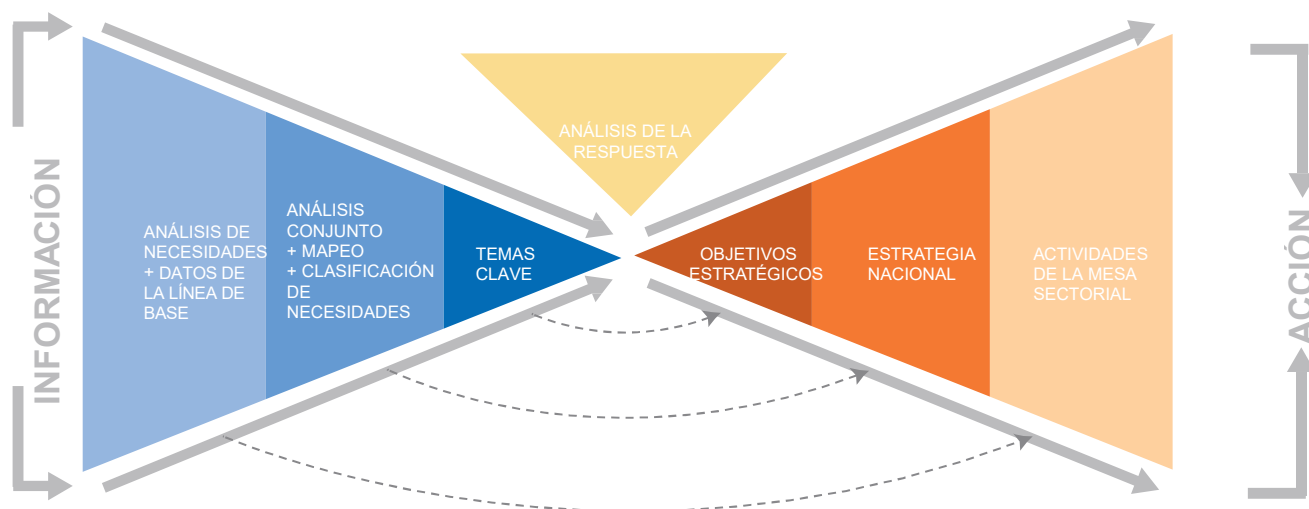 INFORMACIÓN
ANÁLISIS DE
NECESIDADES
+ DATOS DE
LA LÍNEA DE
BASE
ANÁLISIS
CONJUNTO
+ MAPEO
+ CLASIFICACIÓN
DE
NECESIDADES
TEMAS
CLAVE
ANÁLISIS DE LA
RESPUESTA
OBJETIVOS
ESTRATÉGICOS
ESTRATEGIA
NACIONAL
ACTIVIDADES
DE LA MESA
SECTORIAL
ACCIÓN